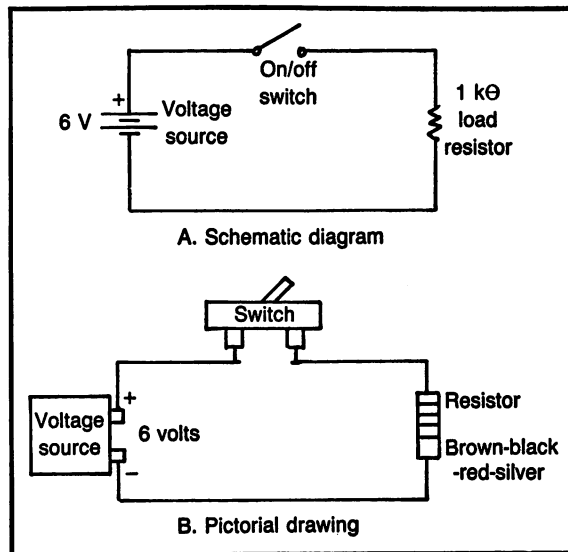 On/off
switch
+
6 V
Voltage
source
1 kΘ
load
resistor
A. Schematic diagram
Switch
+
Voltage
source
6 volts
–
Resistor
Brown-black
-red-silver
B. Pictorial drawing